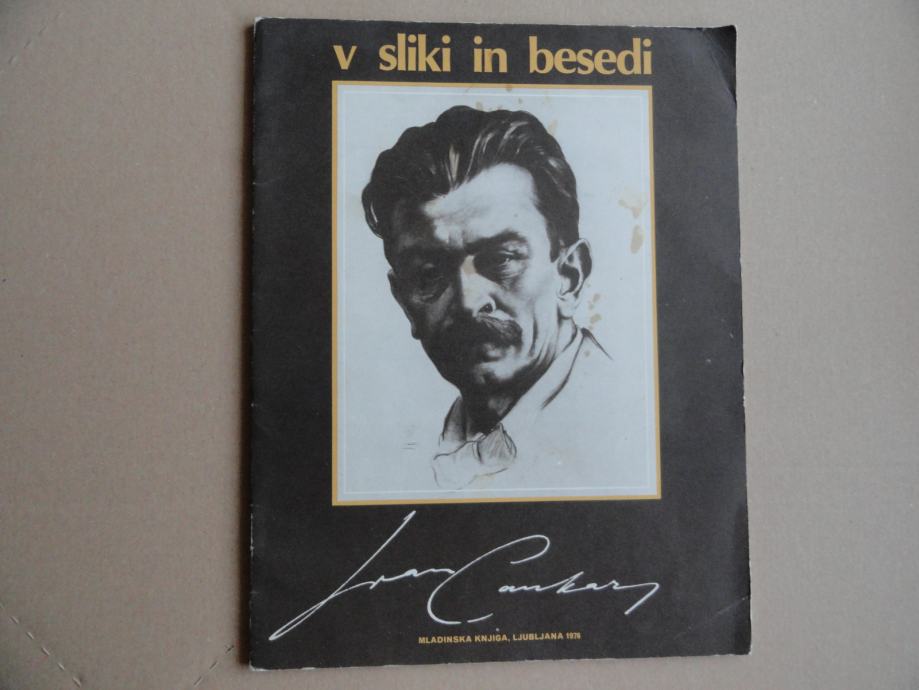 v sliki in besedi
Ivan Cankar
MLADINSKA KNJIGA, LJUBLJANA 1976